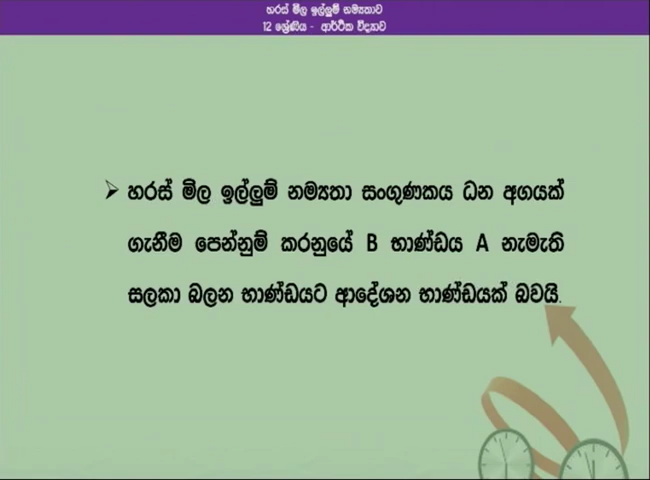 හරස් මිල ඉල්ලුම් නම්‍යතාව
12 ශ්‍රේණිය - ආර්ථික විද්‍යාව
➢ හරස් මිල ඉල්ලුම් නම්‍යතා සංගුණකය ධන අගයක්
ගැනීම පෙන්නුම් කරනුයේ B භාණ්ඩය A නැමැති
සලකා බලන භාණ්ඩයට ආදේශන භාණ්ඩයක් බවයි.